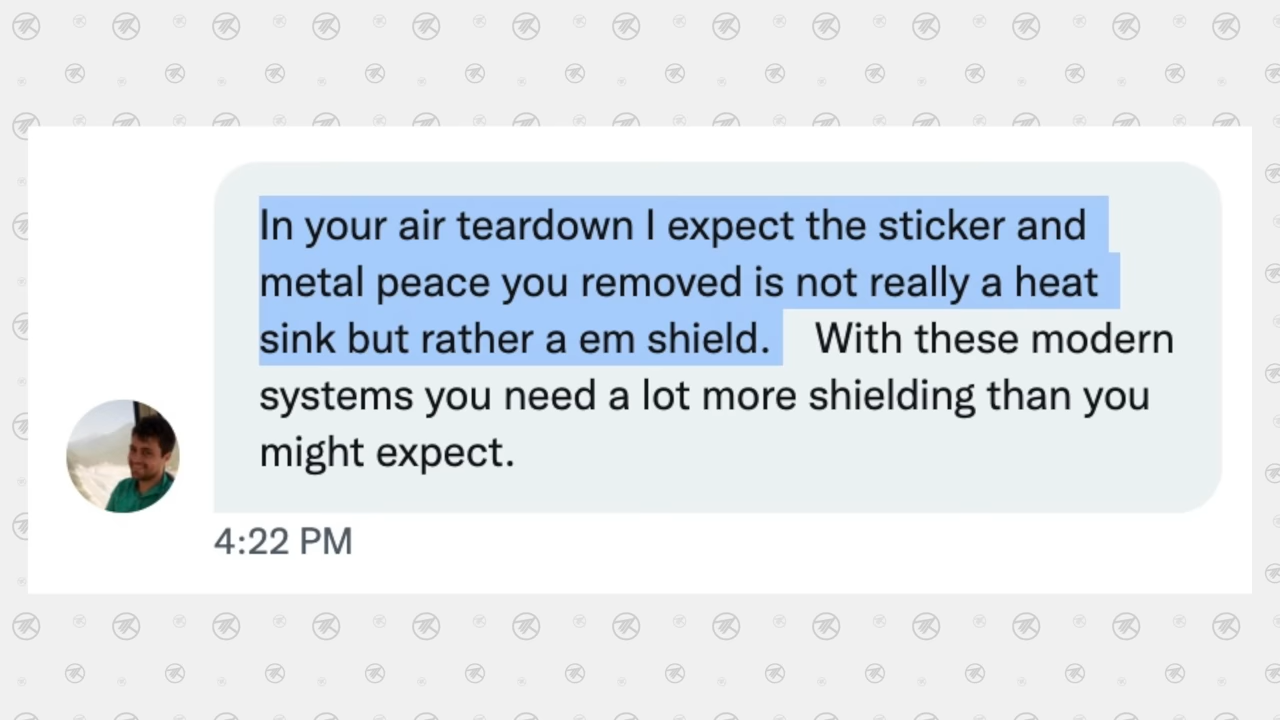 In your air teardown I expect the sticker and
metal peace you removed is not really a heat
sink but rather a em shield. With these modern
systems you need a lot more shielding than you
might expect.
4:22 PM